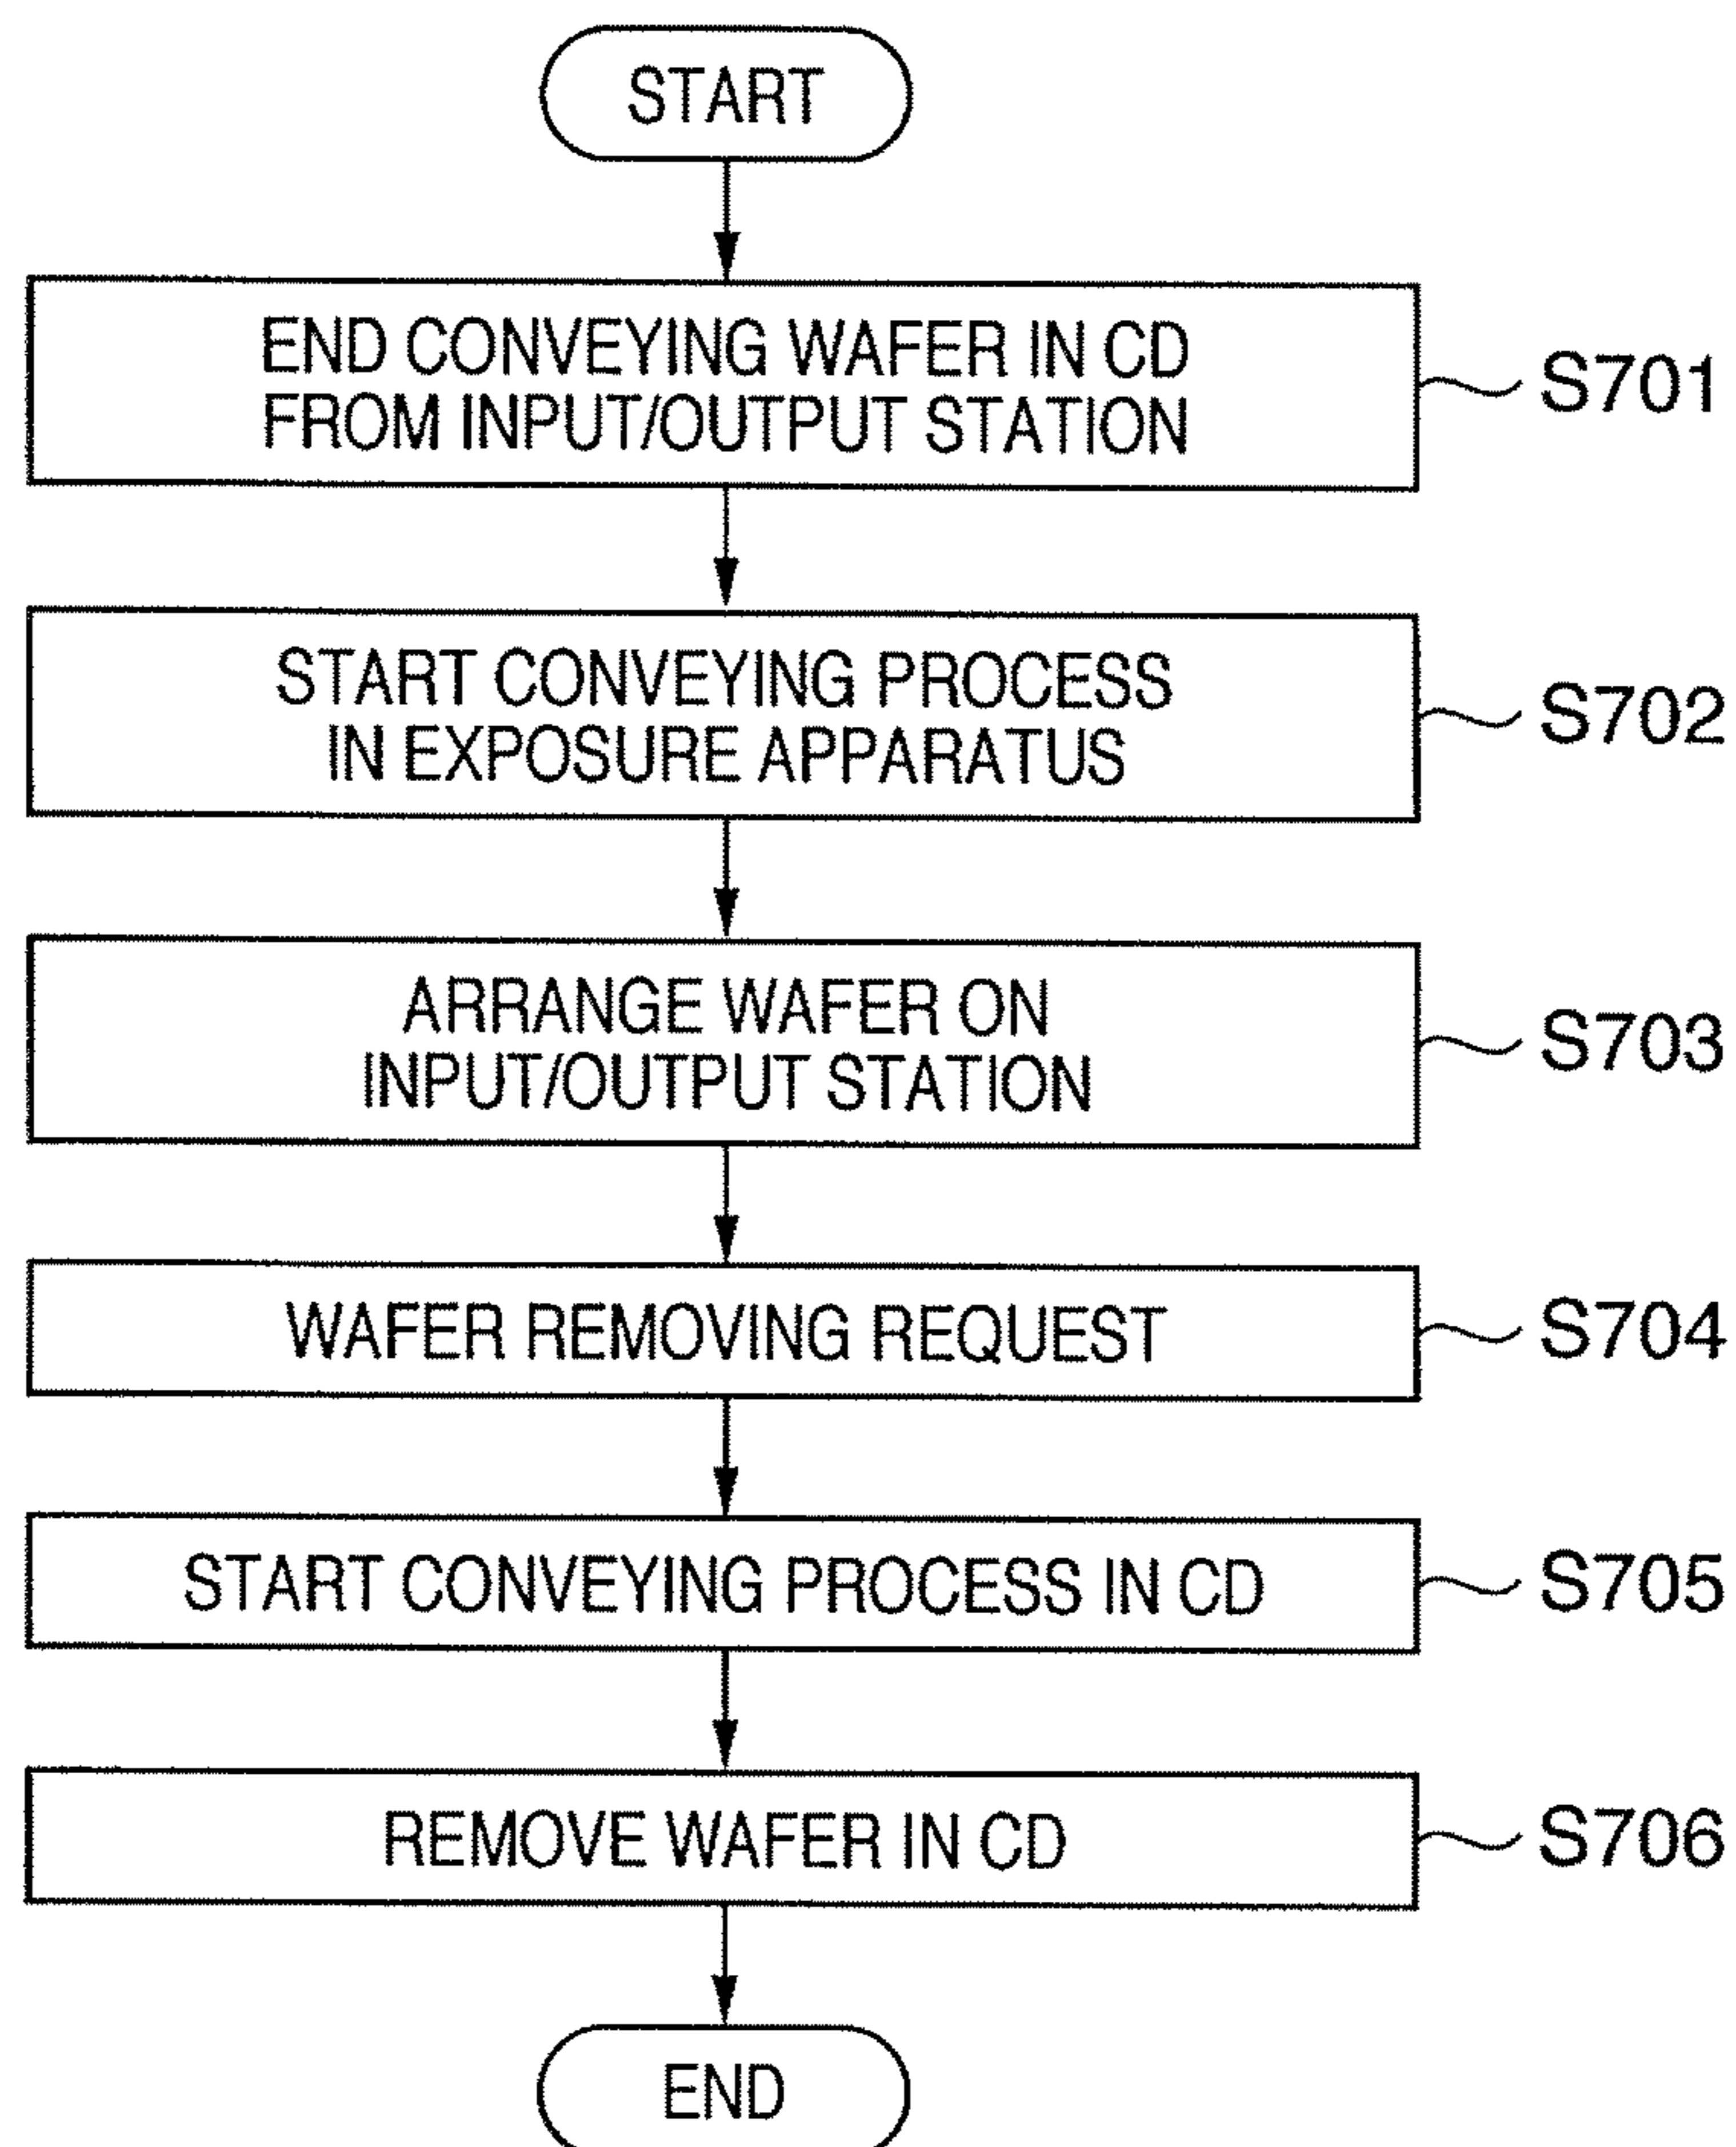 START
END CONVEYING WAFER IN CD
FROM INPUT/OUTPUT STATION
S701
START CONVEYING PROCESS
IN EXPOSURE APPARATUS
S702
ARRANGE WAFER ON
INPUT/OUTPUT STATION
S703
WAFER REMOVING REQUEST
S704
START CONVEYING PROCESS IN CD
S705
REMOVE WAFER IN CD
S706
END